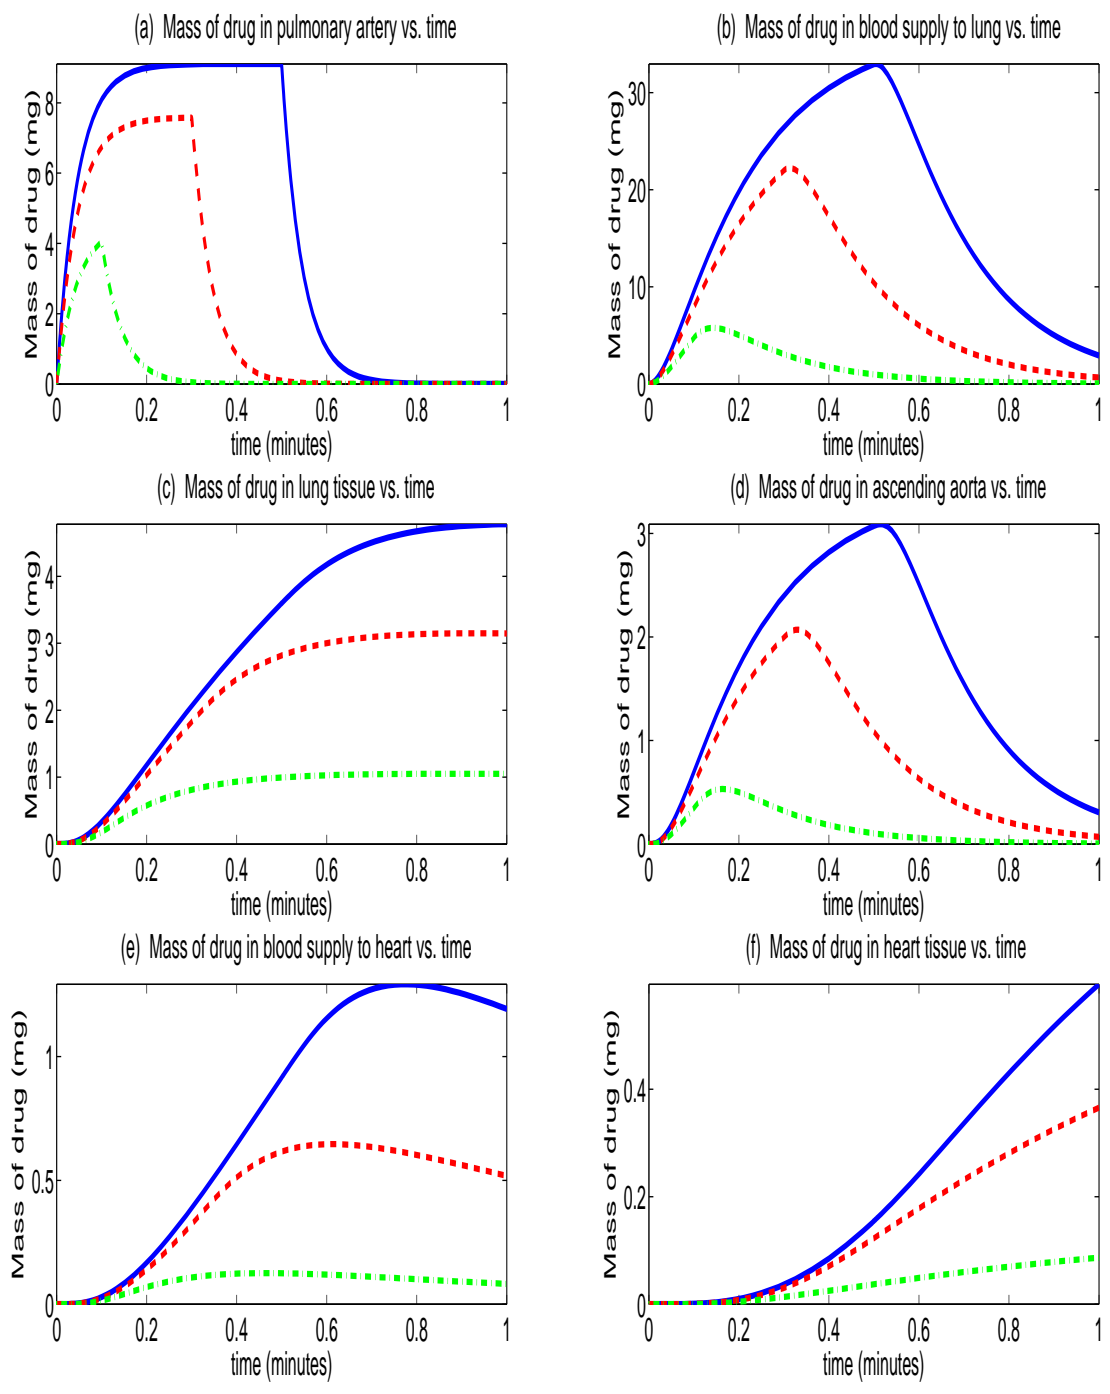 (a) Mass of drug in pulmonary artery vs. time
Mass of drug (mg)
8
6
4
2
0
0 0.2 0.4 0.6 0.8 1
time (minutes)
(b) Mass of drug in blood supply to lung vs. time
Mass of drug (mg)
30
20
10
0
0 0.2 0.4 0.6 0.8 1
time (minutes)
(c) Mass of drug in lung tissue vs. time
Mass of drug (mg)
4
3
2
1
0
0 0.2 0.4 0.6 0.8 1
time (minutes)
(d) Mass of drug in ascending aorta vs. time
Mass of drug (mg)
3
2
1
0
0 0.2 0.4 0.6 0.8 1
time (minutes)
(e) Mass of drug in blood supply to heart vs. time
Mass of drug (mg)
1
0.5
0
0 0.2 0.4 0.6 0.8 1
time (minutes)
(f) Mass of drug in heart tissue vs. time
Mass of drug (mg)
0.4
0.2
0
0 0.2 0.4 0.6 0.8 1
time (minutes)